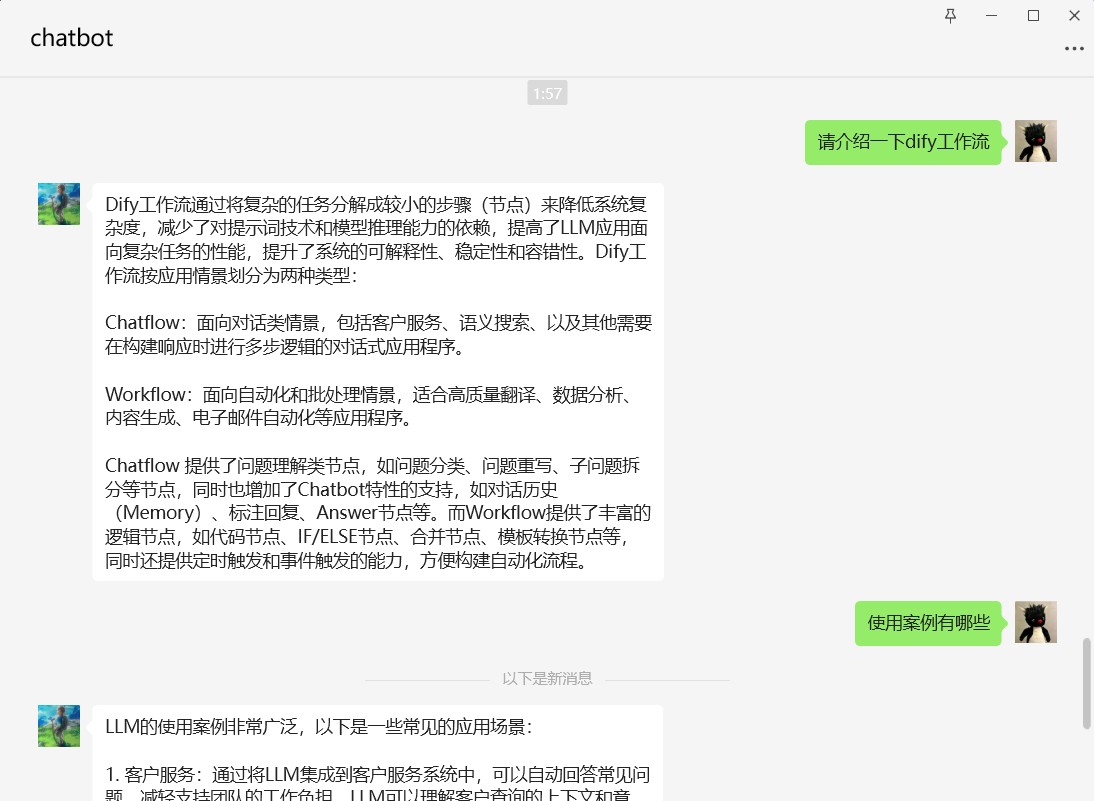 chatbot
1:57
请介绍一下dify工作流
Dify工作流通过将复杂的任务分解成较小的步骤（节点）来降低系统复
杂度，减少了对提示词技术和模型推理能力的依赖，提高了LLM应用面
向复杂任务的性能，提升了系统的可解释性、稳定性和容错性。Dify工
作流按应用情景划分为两种类型：
Chatflow：面向对话类情景，包括客户服务、语义搜索、以及其他需要
在构建响应时进行多步逻辑的对话式应用程序。
Workflow：面向自动化和批处理情景，适合高质量翻译、数据分析、
内容生成、电子邮件自动化等应用程序。
Chatflow 提供了问题理解类节点，如问题分类、问题重写、子问题拆
分等节点，同时也增加了Chatbot特性的支持，如对话历史
（Memory）、标注回复、Answer节点等。而Workflow提供了丰富的
逻辑节点，如代码节点、IF/ELSE节点、合并节点、模板转换节点等，
同时还提供定时触发和事件触发的能力，方便构建自动化流程。
使用案例有哪些
以下是新消息
LLM的使用案例非常广泛，以下是一些常见的应用场景：
1. 客户服务：通过将LLM集成到客户服务系统中，可以自动回答常见问
题，减轻支持团队的工作负担。LLM可以理解客户查询的上下文和意